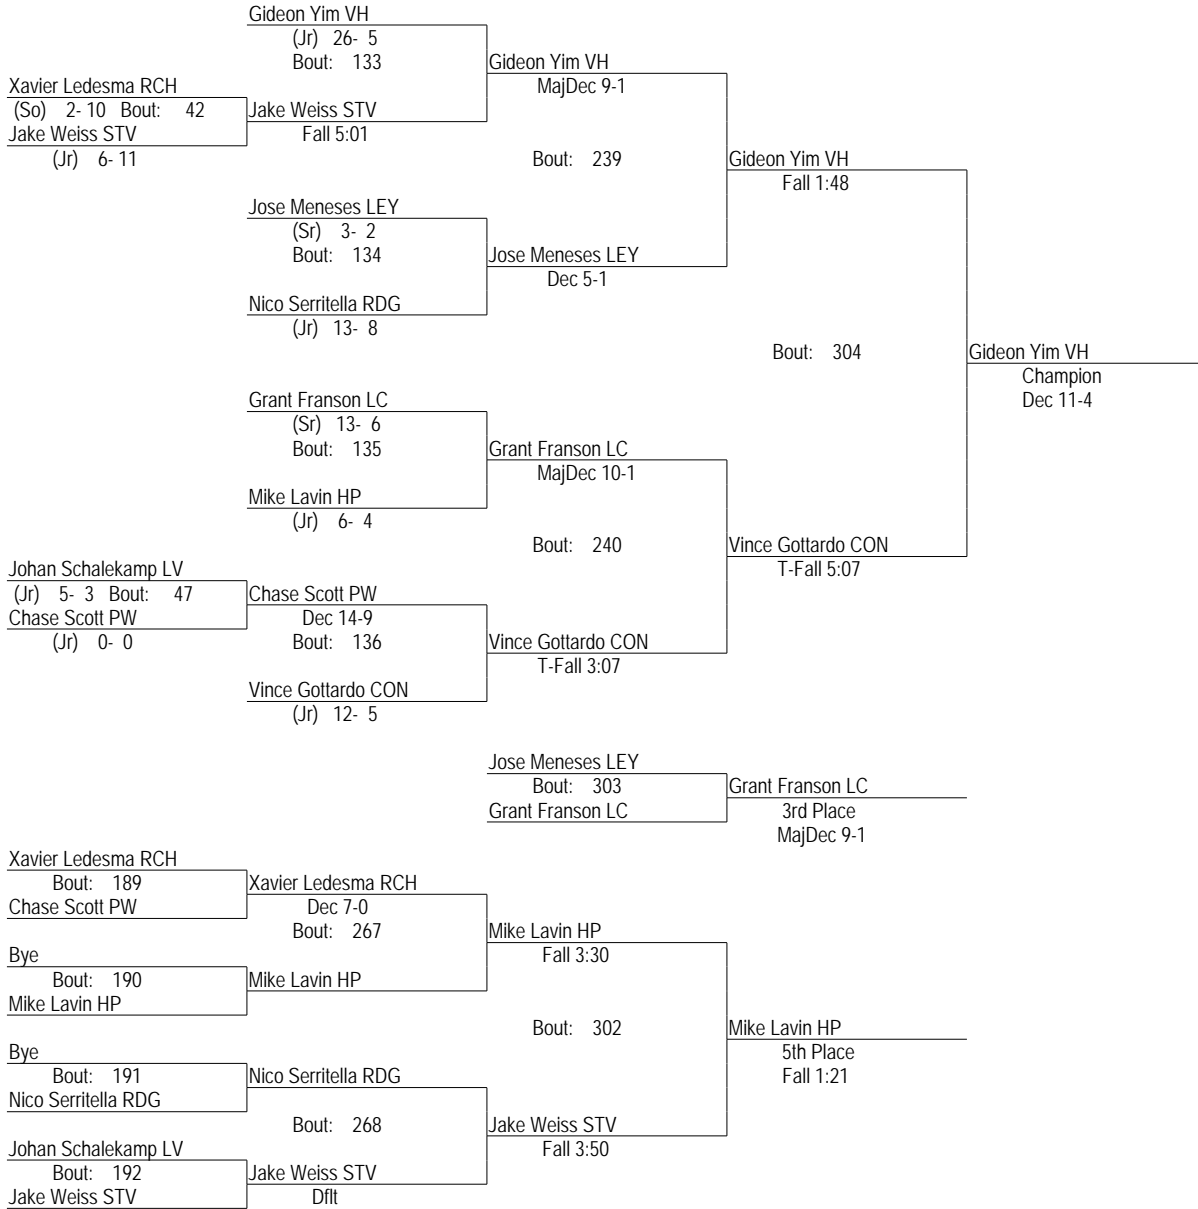 Gideon Yim VH
(Jr) 26- 5
Bout: 133
Gideon Yim VH
MajDec 9-1
Xavier Ledesma RCH
(So) 2- 10 Bout: 42
Jake Weiss STV
(Jr) 6- 11
Jake Weiss STV
Fall 5:01
Bout: 239
Gideon Yim VH
Fall 1:48
Jose Meneses LEY
(Sr) 3- 2
Bout: 134
Jose Meneses LEY
Dec 5-1
Nico Serritella RDG
(Jr) 13- 8
Bout: 304
Gideon Yim VH
Champion
Dec 11-4
Grant Franson LC
(Sr) 13- 6
Bout: 135
Grant Franson LC
MajDec 10-1
Mike Lavin HP
(Jr) 6- 4
Bout: 240
Vince Gottardo CON
T-Fall 5:07
Johan Schalekamp LV
(Jr) 5- 3 Bout: 47
Chase Scott PW
(Jr) 0- 0
Chase Scott PW
Dec 14-9
Bout: 136
Vince Gottardo CON
T-Fall 3:07
Vince Gottardo CON
(Jr) 12- 5
Jose Meneses LEY
Bout: 303
Grant Franson LC
Grant Franson LC
3rd Place
MajDec 9-1
Xavier Ledesma RCH
Bout: 189
Chase Scott PW
Xavier Ledesma RCH
Dec 7-0
Bout: 267
Mike Lavin HP
Fall 3:30
Bye
Bout: 190
Mike Lavin HP
Mike Lavin HP
Bout: 302
Mike Lavin HP
5th Place
Fall 1:21
Bye
Bout: 191
Nico Serritella RDG
Nico Serritella RDG
Bout: 268
Jake Weiss STV
Fall 3:50
Johan Schalekamp LV
Bout: 192
Jake Weiss STV
Jake Weiss STV
Dflt